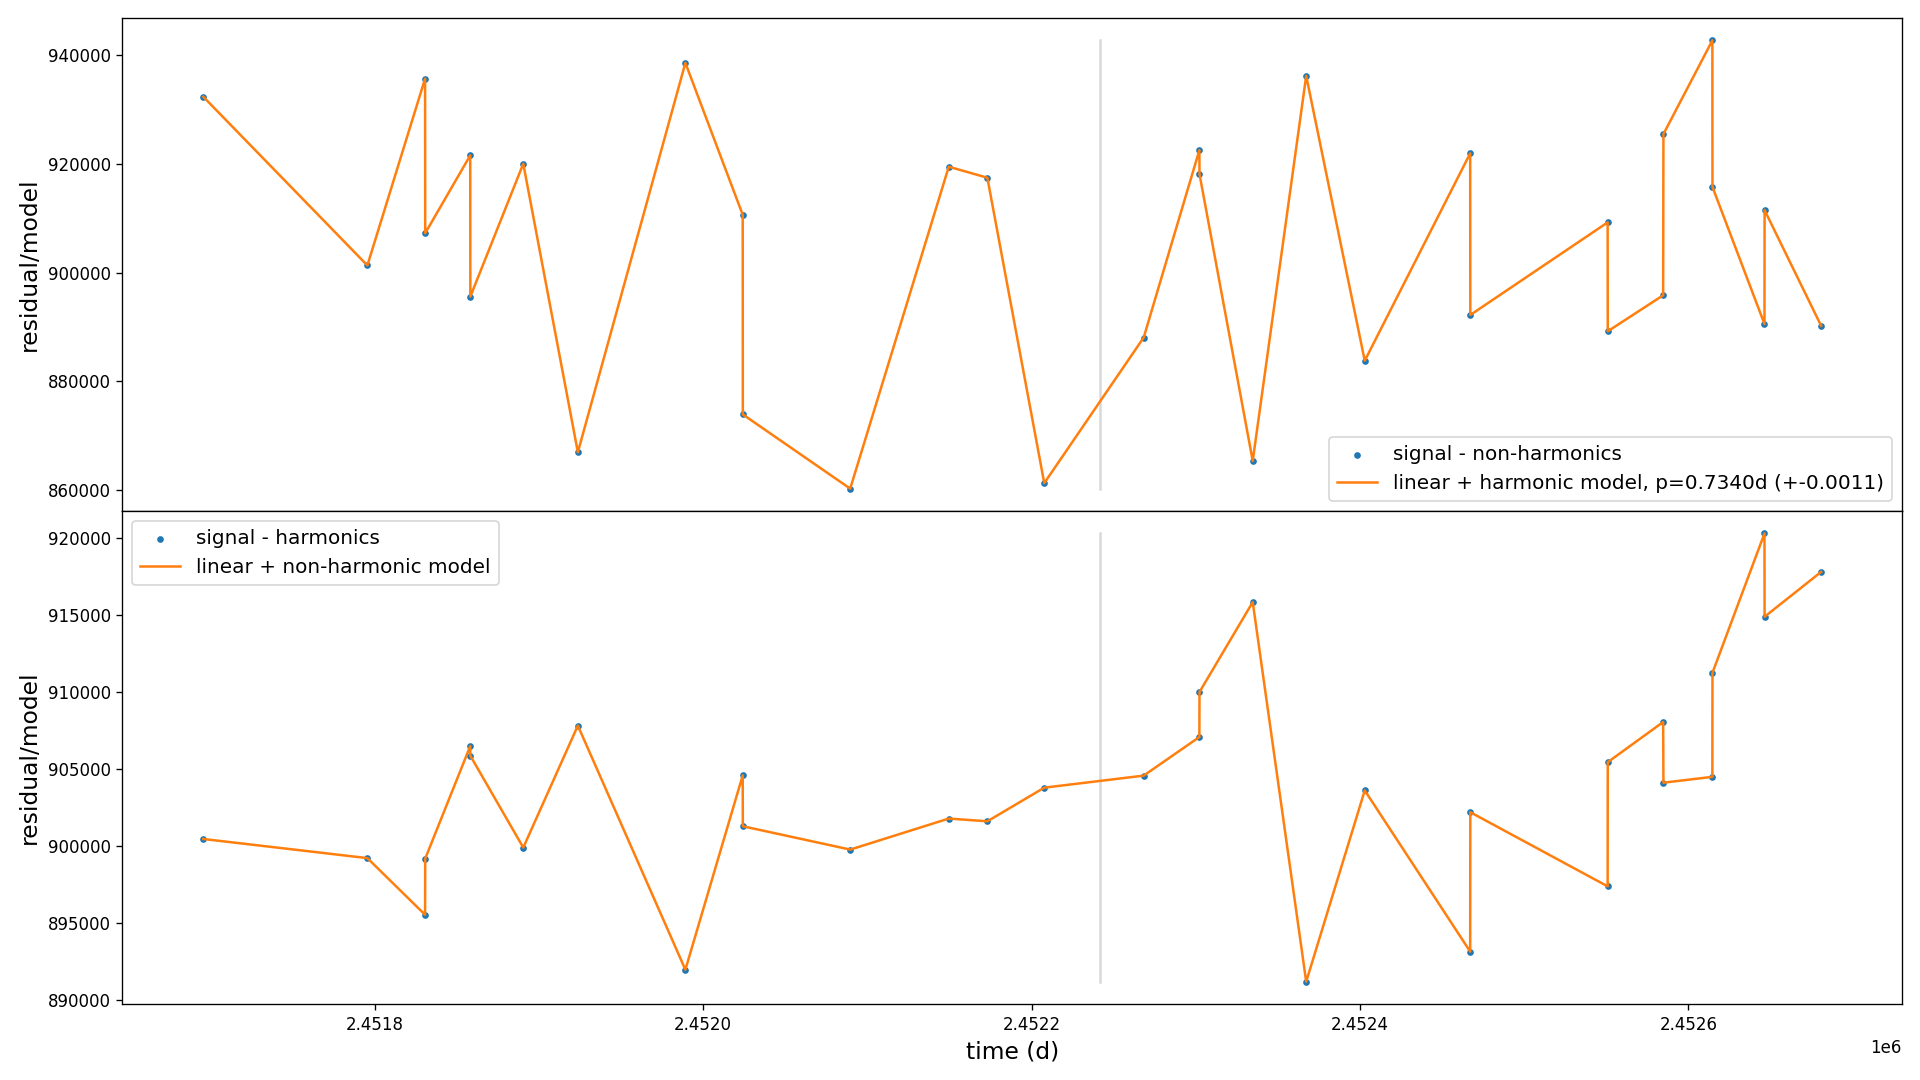 940000
920000
900000
880000
860000
residual/model
signal - non-harmonics
linear + harmonic model, p=0.7340d (+-0.0011)
signal - harmonics
linear + non-harmonic model
920000
915000
910000
905000
900000
895000
890000
residual/model
2.4518
2.4520
2.4522
2.4524
2.4526
time (d)
1e6